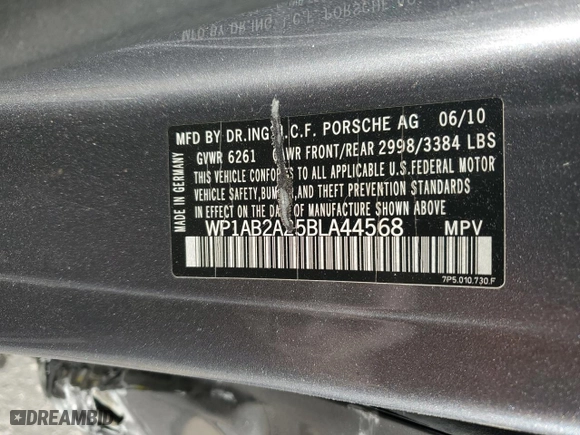 MFD BY DR.ING. .C.F. PORSCHE AG 06/10
GVWR 6261 WR FRONT/REAR 2998/3384 LBS
THIS VEHICLE CONFORMS TO ALL APPLICABLE U.S.FEDERAL MOTOR
VEHICLE SAFETY,BUM AND THEFT PREVENTION STANDARDS
IN EFFECT ON THE DATE OF MANUFACTURE SHOWN ABOVE
WP1AB2A25BLA44568 MPV
MADE IN GERMANY
7P5.010.730.F
DREAMBID